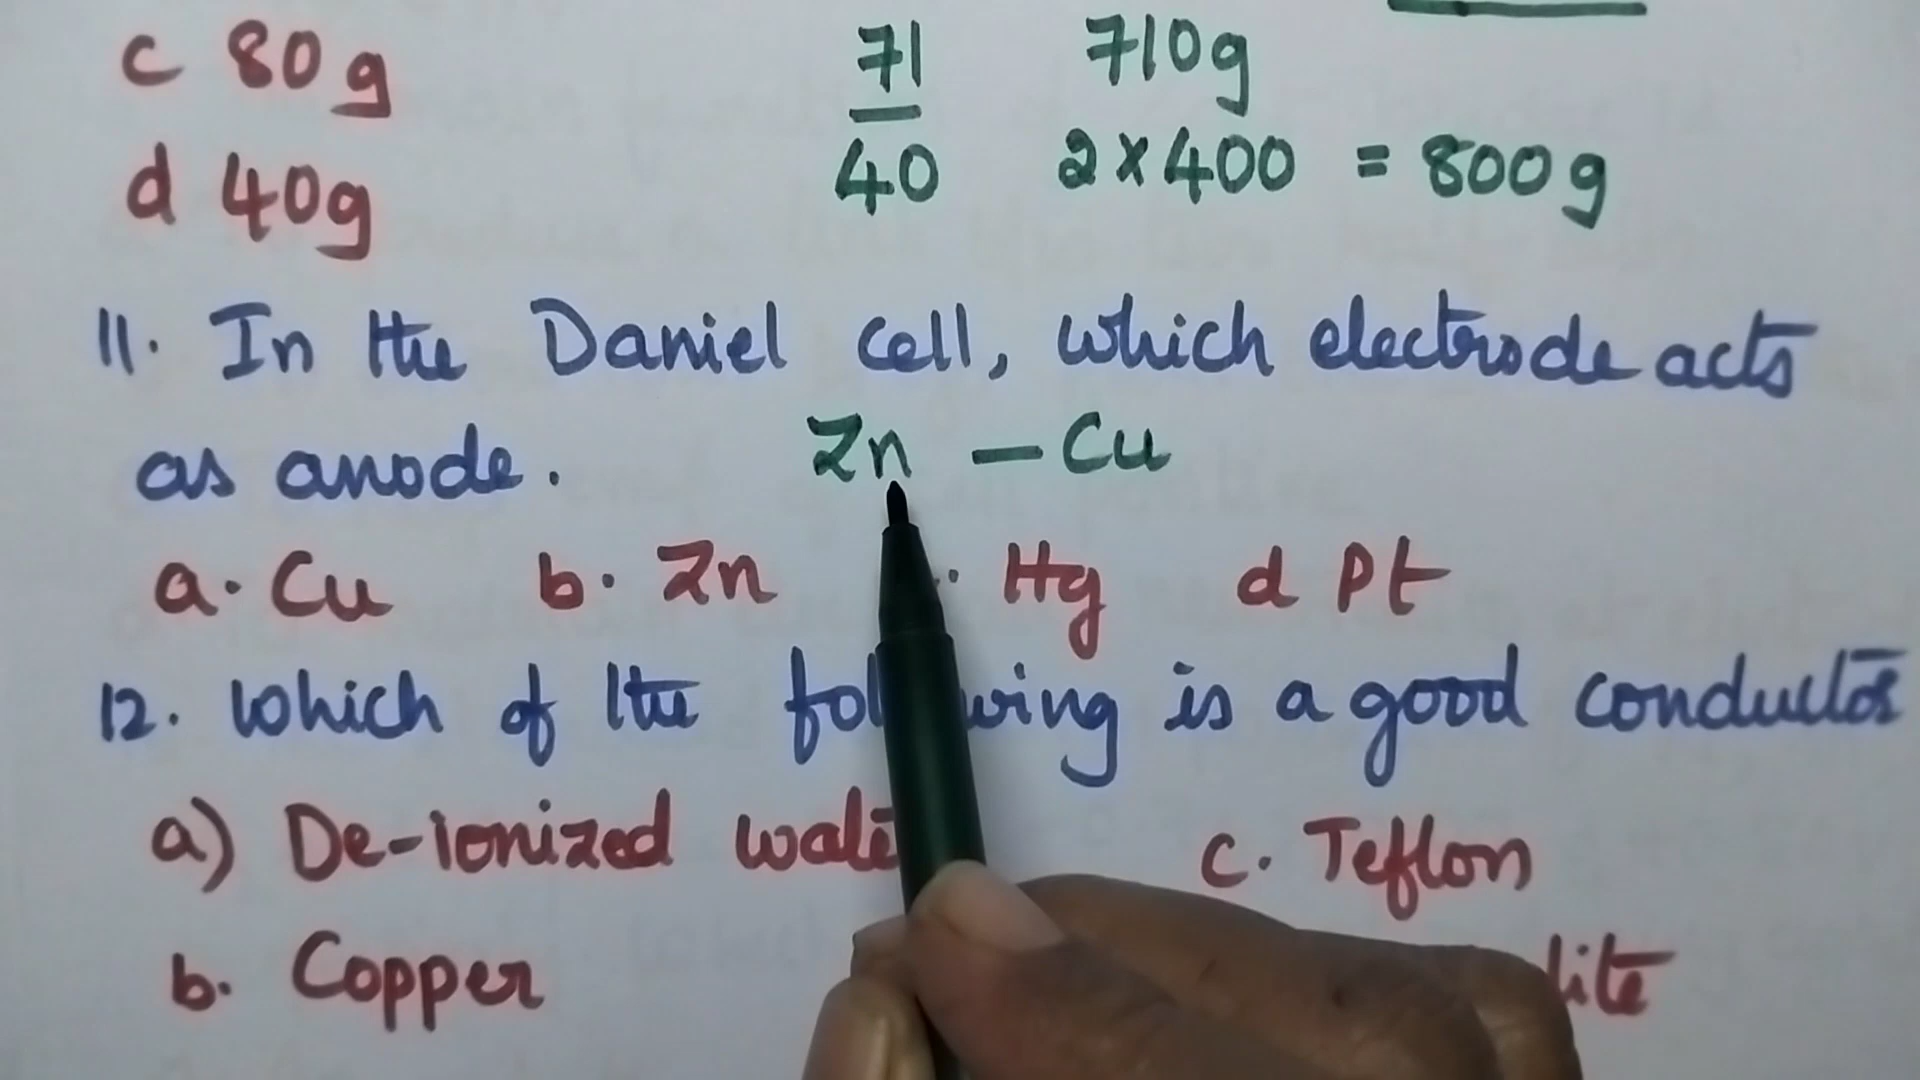 c 80g 71 710g
d 40g 40 2 x 400 = 800g
11. In the Daniel cell, which electrode acts
as anode. Zn — Cu
a. Cu b. Zn Hg d Pt
12. which of the is a good conductor
a) De-ionized c. Teflon
b. Copper